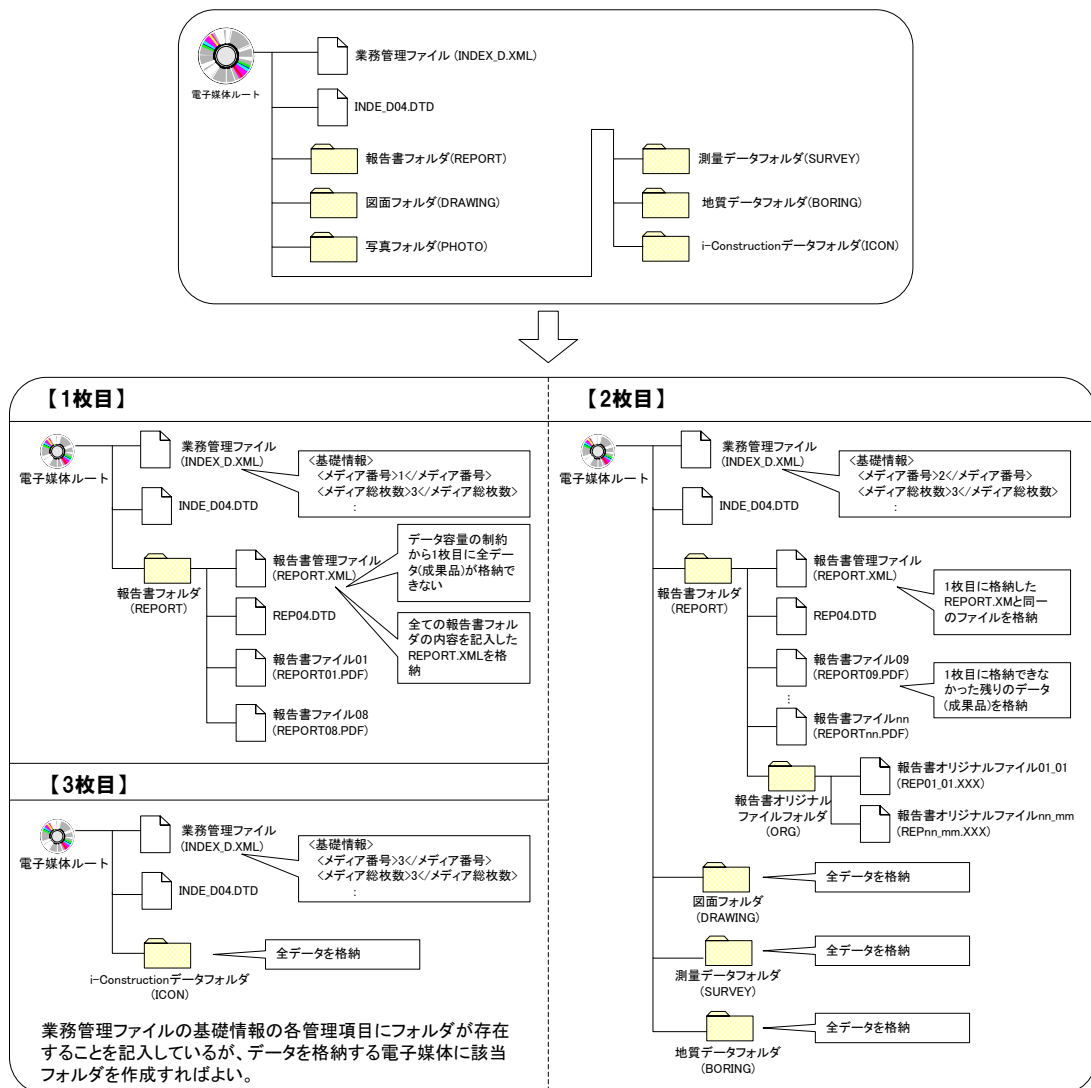 電子媒体ルート
業務管理ファイル (INDEX_D.XML)
INDE_D04.DTD
報告書フォルダ(REPORT)
図面フォルダ(DRAWING)
写真フォルダ(PHOTO)
測量データフォルダ(SURVEY)
地質データフォルダ(BORING)
i-Constructionデータフォルダ(ICON)
【1枚目】
電子媒体ルート
業務管理ファイル
(INDEX_D.XML)
<基礎情報>
<メディア番号>1</メディア番号>
<メディア総枚数>3</メディア総枚数>
:
INDE_D04.DTD
報告書フォルダ
(REPORT)
報告書管理ファイル
(REPORT.XML)
データ容量の制約
から1枚目に全デー
タ(成果品)が格納で
きない
REP04.DTD
全ての報告書フォル
ダの内容を記入した
REPORT.XMLを格
納
報告書ファイル01
(REPORT01.PDF)
報告書ファイル08
(REPORT08.PDF)
【3枚目】
電子媒体ルート
業務管理ファイル
(INDEX_D.XML)
<基礎情報>
<メディア番号>3</メディア番号>
<メディア総枚数>3</メディア総枚数>
:
INDE_D04.DTD
i-Constructionデータフォルダ
(ICON)
全データを格納
業務管理ファイルの基礎情報の各管理項目にフォルダが存在
することを記入しているが、データを格納する電子媒体に該当
フォルダを作成すればよい。
【2枚目】
電子媒体ルート
業務管理ファイル
(INDEX_D.XML)
<基礎情報>
<メディア番号>2</メディア番号>
<メディア総枚数>3</メディア総枚数>
:
INDE_D04.DTD
報告書フォルダ
(REPORT)
報告書管理ファイル
(REPORT.XML)
1枚目に格納した
REPORT.XMと同一
のファイルを格納
REP04.DTD
報告書ファイル09
(REPORT09.PDF)
1枚目に格納できな
かった残りのデータ
(成果品)を格納
…
報告書ファイルnn
(REPORTnn.PDF)
報告書オリジナル
ファイルフォルダ
(ORG)
報告書オリジナルファイル01_01
(REP01_01.XXX)
報告書オリジナルファイルnn_mm
(REPnn_mm.XXX)
図面フォルダ
(DRAWING)
全データを格納
測量データフォルダ
(SURVEY)
全データを格納
地質データフォルダ
(BORING)
全データを格納